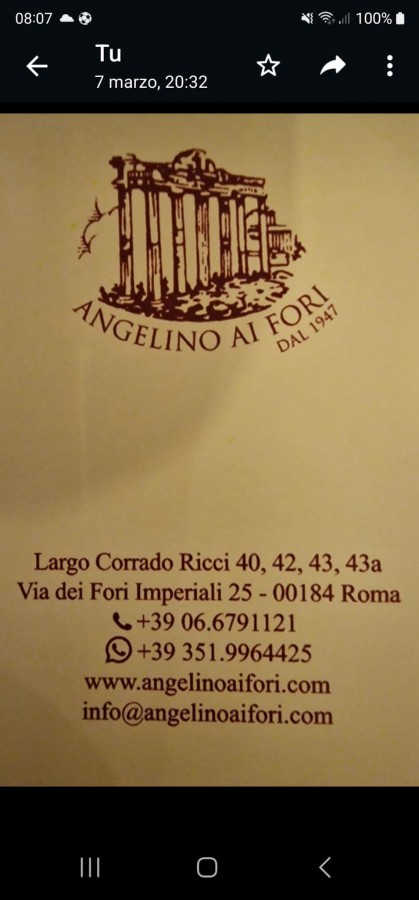 08:07 100%
Tu
7 marzo, 20:32
ANGELINO AI FORI
DAL 1947
Largo Corrado Ricci 40, 42, 43, 43a
Via dei Fori Imperiali 25 - 00184 Roma
+39 06.6791121
+39 351.9964425
www.angelinoaifori.com
info@angelinoaifori.com